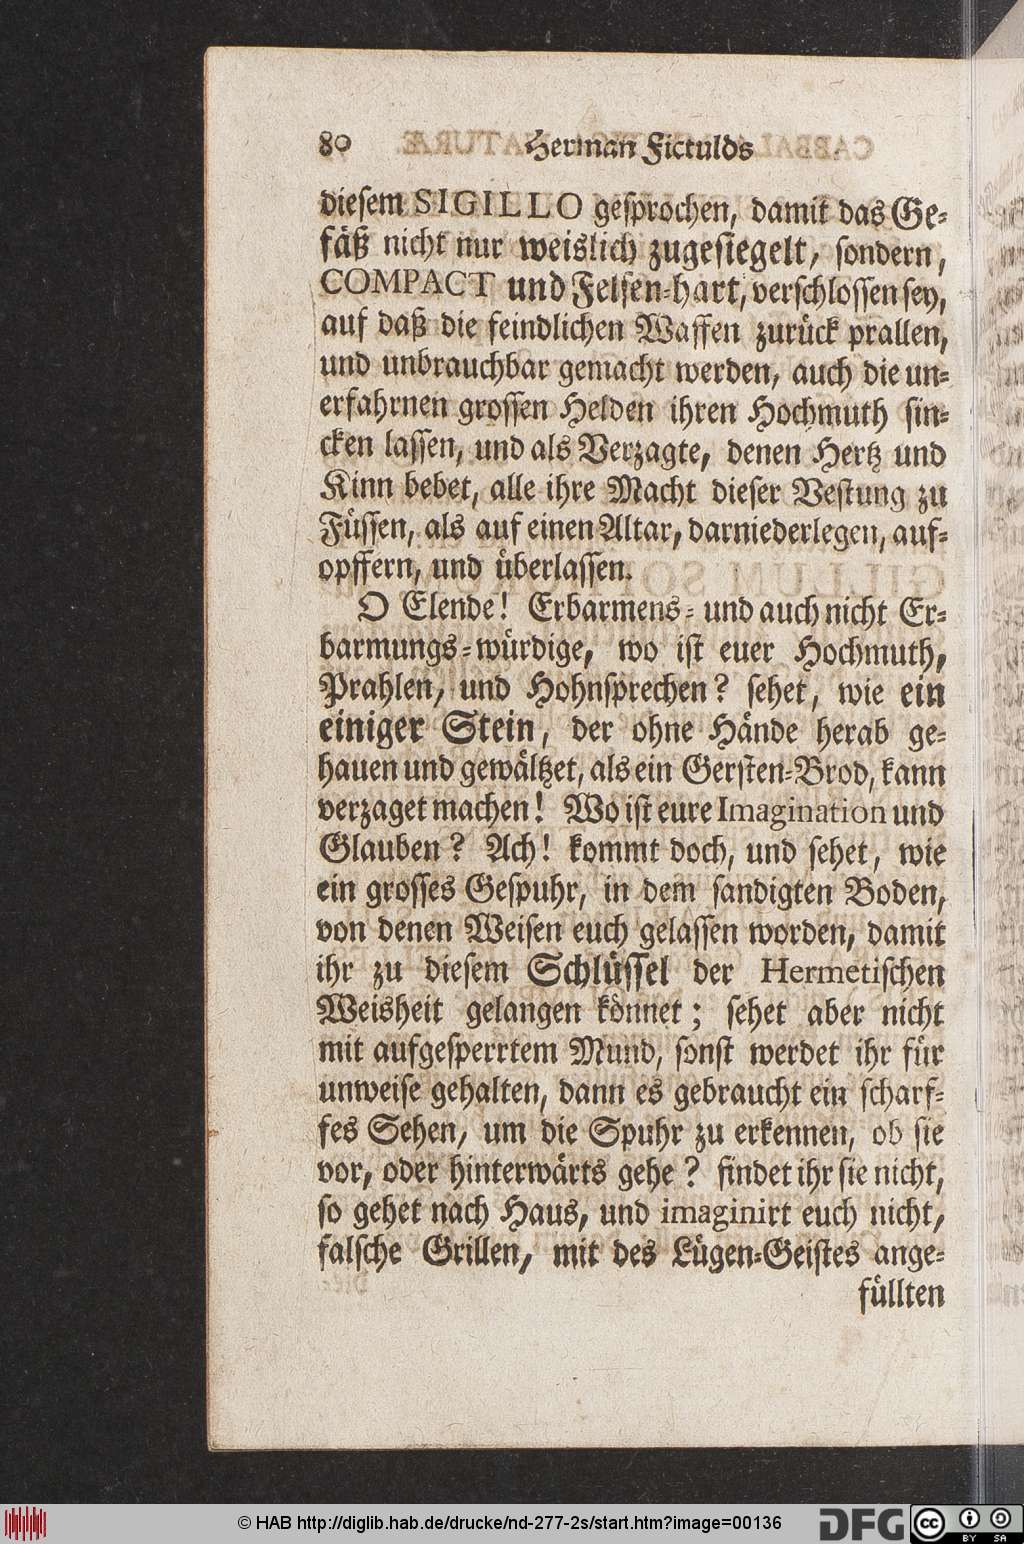 80 Herman Fictulds
diesem SIGILLO gesprochen, damit das Ge-
fäß nicht nur weislich zugesiegelt, sondern,
COMPACT und Felsen-hart, verschlossen sey,
auf daß die feindlichen Waffen zurück prallen,
und unbrauchbar gemacht werden, auch die un-
erfahrnen grossen Helden ihren Hochmuth sin-
cken lassen, und als Verzagte, denen Hertz und
Kinn bebet, alle ihre Macht dieser Vestung zu
Füssen, als auf einen Altar, darniederlegen, auf-
opffern, und überlassen.
O Elende! Erbarmens- und auch nicht Er-
barmungs-würdige, wo ist euer Hochmuth,
Prahlen, und Hohnsprechen? sehet, wie ein
einiger Stein, der ohne Hände herab ge-
hauen und gewältzet, als ein Gersten-Brod, kann
verzaget machen! Wo ist eure Imagination und
Glauben? Ach! kommt doch, und sehet, wie
ein grosses Gespuhr, in dem sandigten Boden,
von denen Weisen euch gelassen worden, damit
ihr zu diesem Schlüssel der Hermetischen
Weisheit gelangen könnet; sehet aber nicht
mit aufgesperrtem Mund, sonst werdet ihr für
unweise gehalten, dann es gebraucht ein scharf-
fes Sehen, um die Spuhr zu erkennen, ob sie
vor, oder hinterwärts gehe? findet ihr sie nicht,
so gehet nach Haus, und imaginirt euch nicht,
falsche Grillen, mit des Lügen-Geistes ange-
füllten
© HAB http://diglib.hab.de/drucke/nd-277-2s/start.htm?image=00136
DFG
cc BY SA